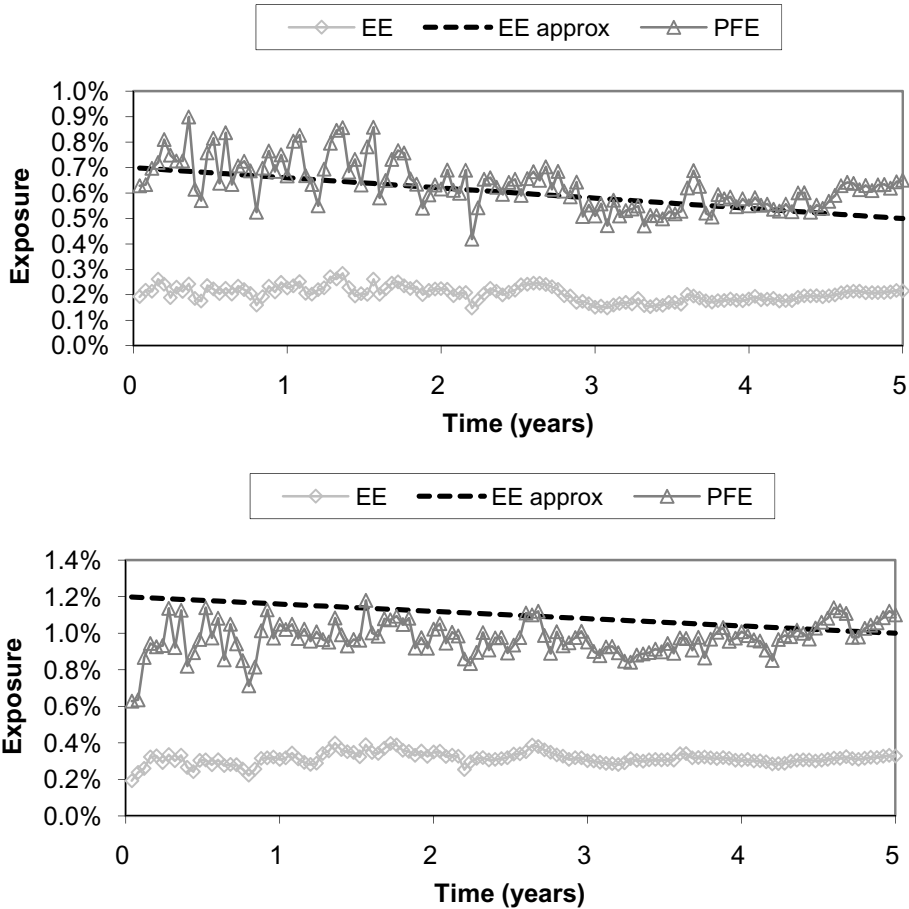 EE EE approx PFE
1.0%
0.9%
0.8%
0.7%
0.6%
0.5%
0.4%
0.3%
0.2%
0.1%
0.0%
Exposure
0 1 2 3 4 5
Time (years)
EE EE approx PFE
1.4%
1.2%
1.0%
0.8%
0.6%
0.4%
0.2%
0.0%
Exposure
0 1 2 3 4 5
Time (years)